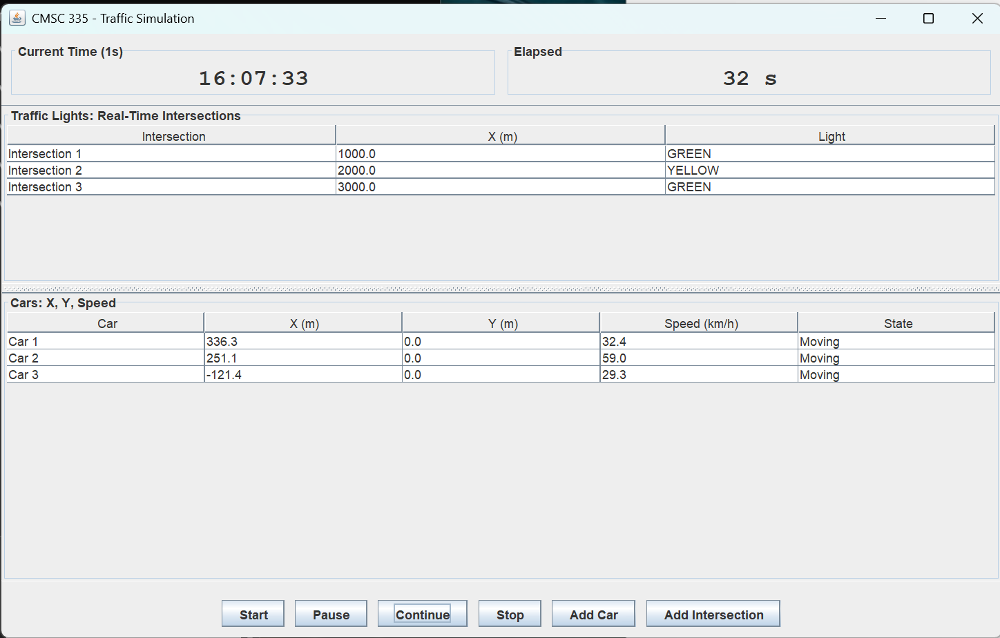 CMSC 335 - Traffic Simulation
Current Time (1s) Elapsed
16:07:33 32 s
Traffic Lights: Real-Time Intersections
Intersection X (m) Light
Intersection 1 1000.0 GREEN
Intersection 2 2000.0 YELLOW
Intersection 3 3000.0 GREEN
Cars: X, Y, Speed
Car X (m) Y (m) Speed (km/h) State
Car 1 336.3 0.0 32.4 Moving
Car 2 251.1 0.0 59.0 Moving
Car 3 -121.4 0.0 29.3 Moving
Start Pause Continue Stop Add Car Add Intersection